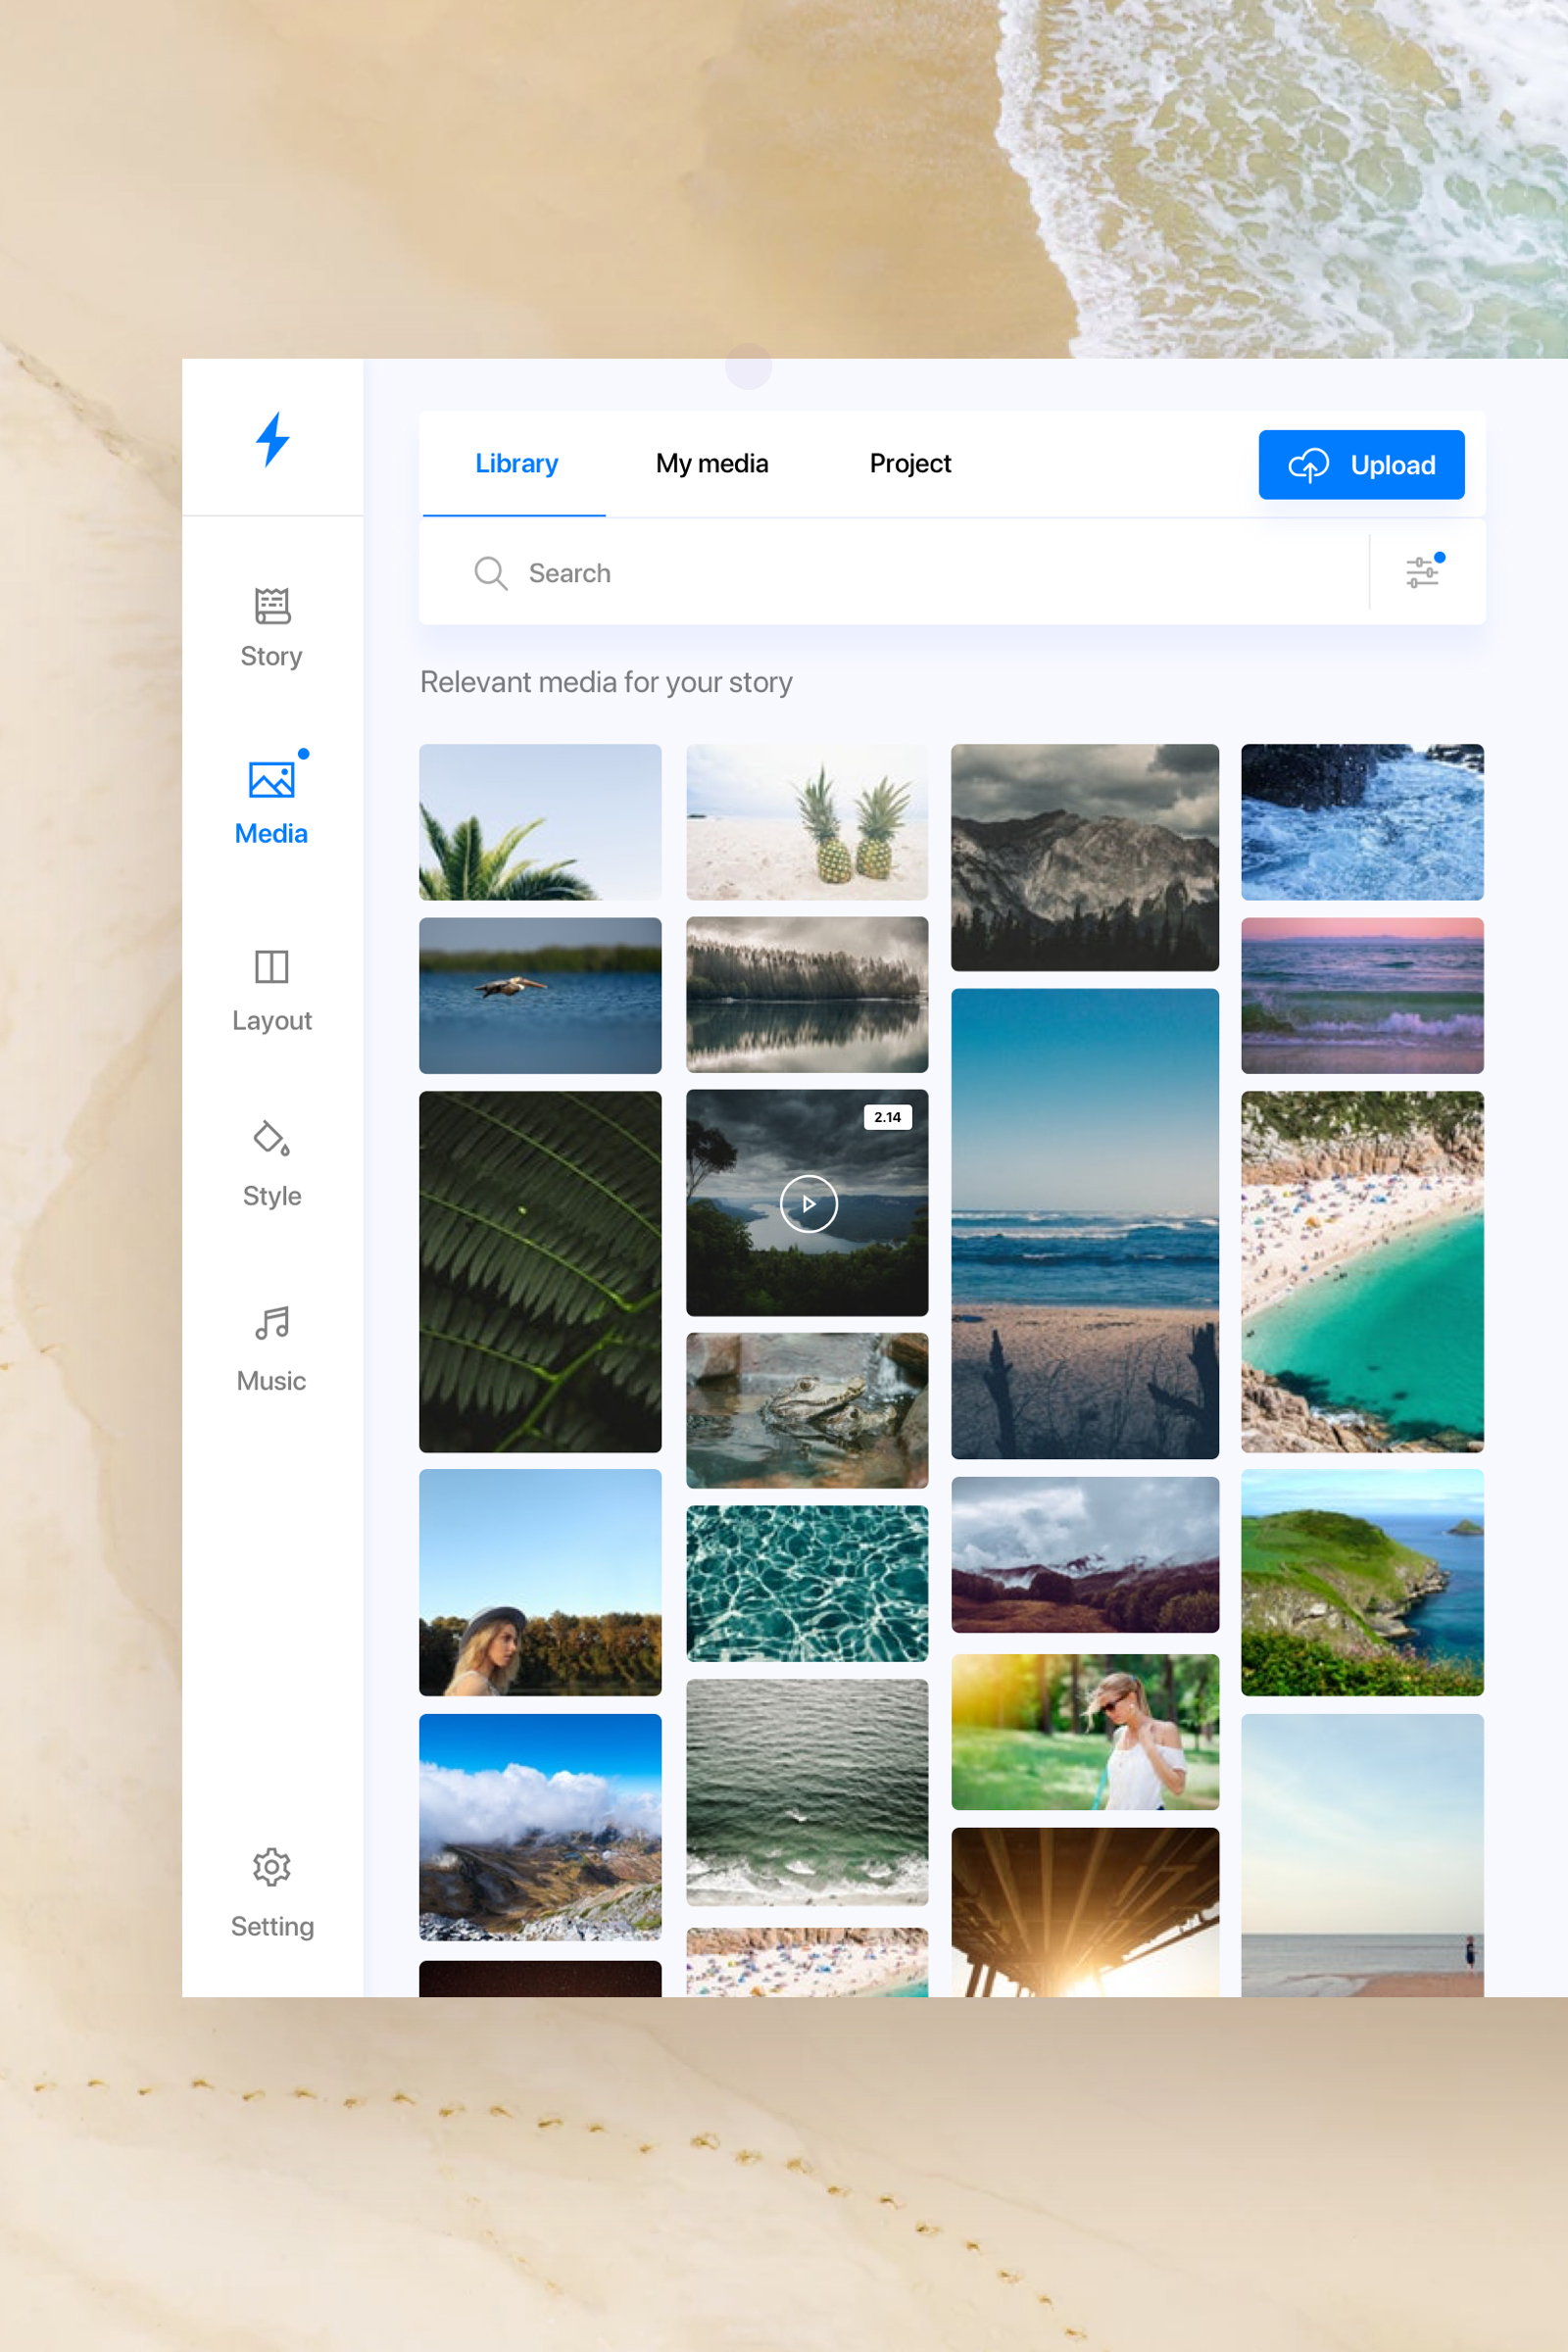 Library
My media
Project
Upload
Search
Story
Relevant media for your story
Media
Layout
2.14
Style
Music
Setting